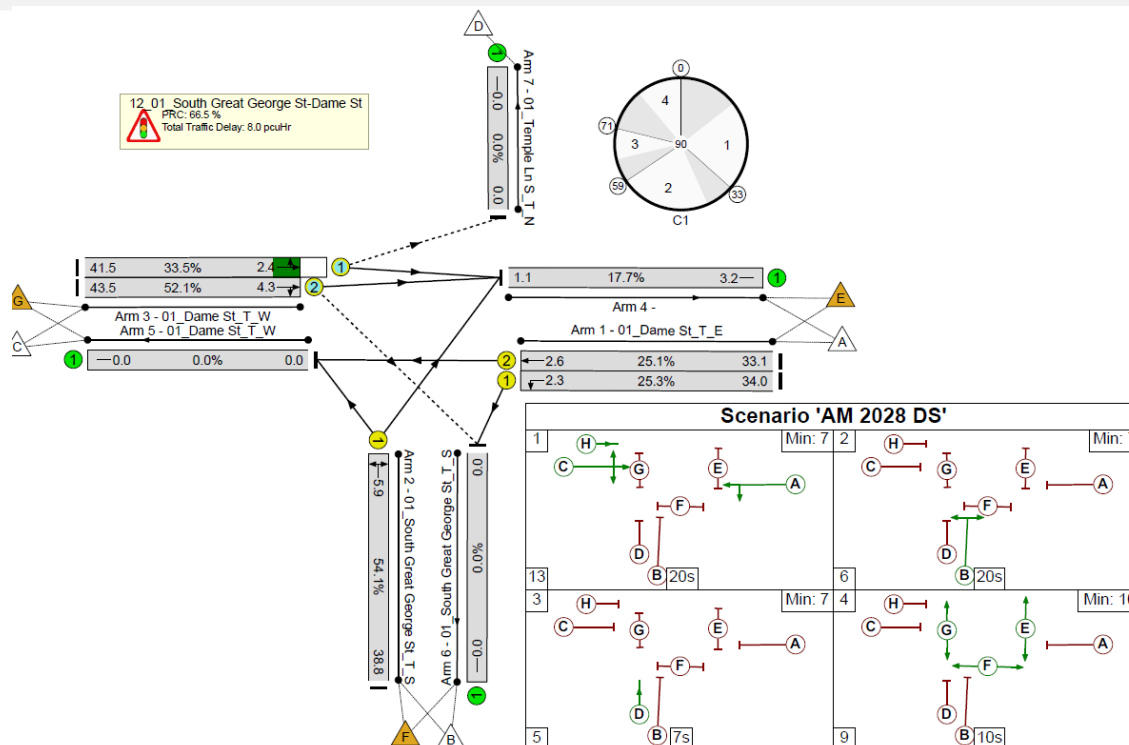 D
1
Arm 7 - 01_Temple Ln S_T_N
0.0 0.0% 0.0
12_01_South Great George St-Dame St
PRC: 66.5 %
Total Traffic Delay: 8.0 pcuHr
0
4
71
3
1
90
59
2
33
C1
41.5 33.5% 2.4
1
43.5 52.1% 4.3
2
1.1 17.7% 3.2
1
G
E
Arm 3 - 01_Dame St_T_W
Arm 4 -
Arm 5 - 01_Dame St_T_W
Arm 1 - 01_Dame St_T_E
C
A
1
0.0 0.0% 0.0
2
2.6 25.1% 33.1
1
2.3 25.3% 34.0
1
5.9 54.1% 38.8
Arm 2 - 01_South Great George St_T_S
Arm 6 - 01_South Great George St_T_S
0.0 0.0% 0.0
1
F
B
Scenario 'AM 2028 DS'
1 Min: 7
H
C G E A
F
D
B
13 20s
2 Min:
H
C G E A
F
D
B
6 20s
3 Min: 7
H
C G E A
F
D
B
5 7s
4 Min: 10
H
C G E A
F
D
B
9 10s